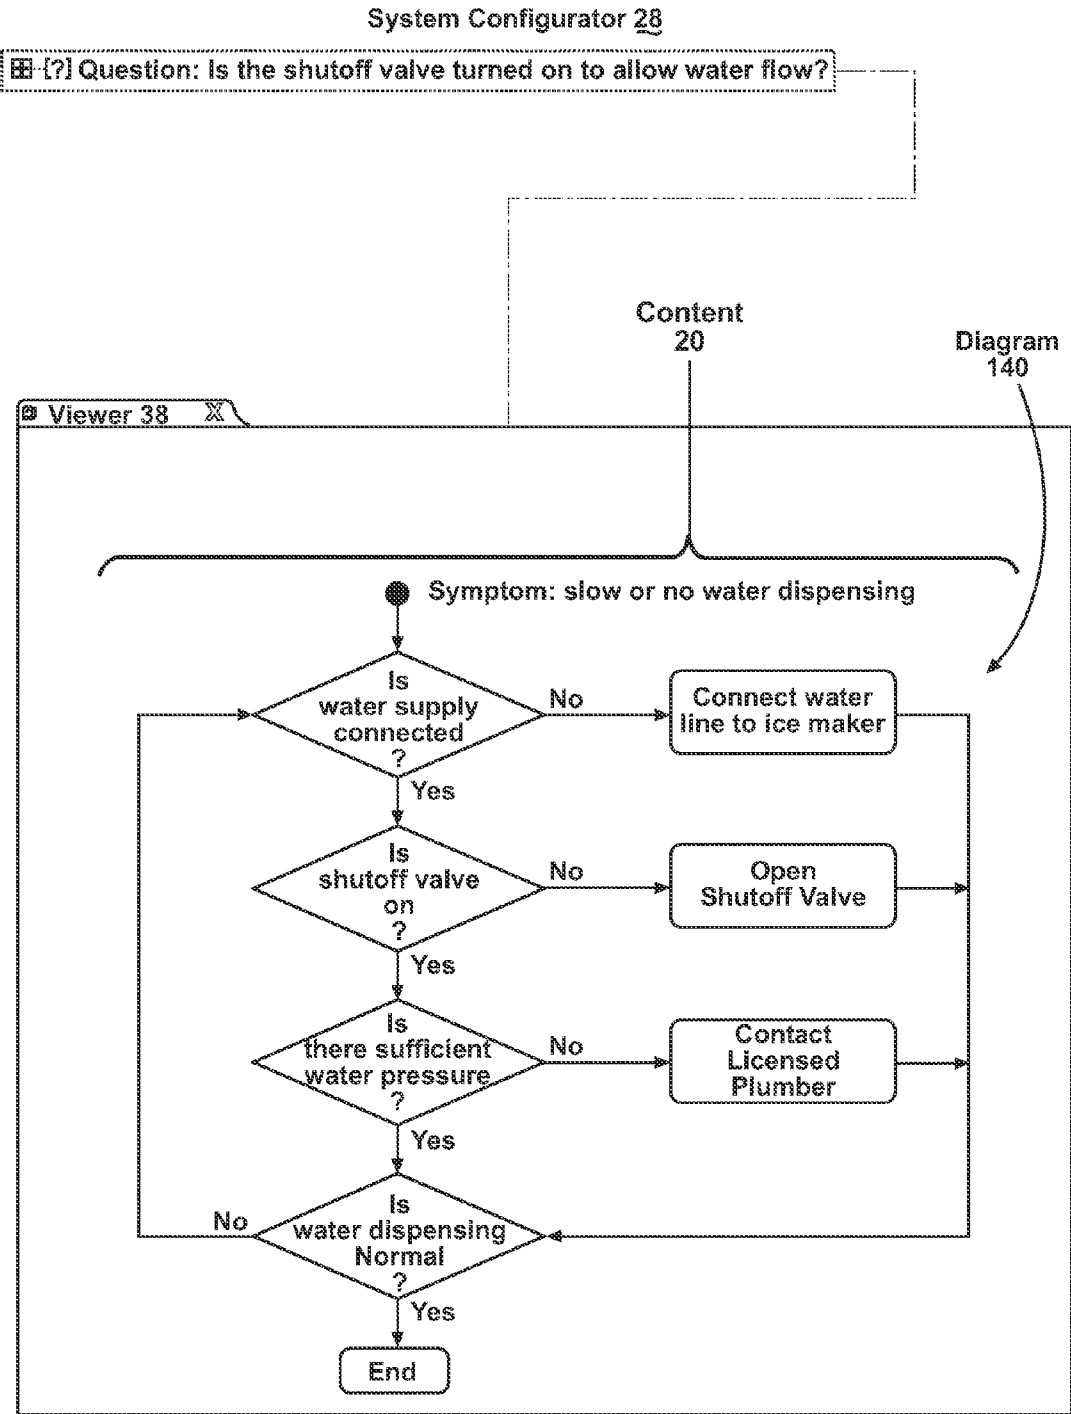 System Configurator 28
[?] Question: Is the shutoff valve turned on to allow water flow?
Content
20
Diagram
140
Viewer 38 X
Symptom: slow or no water dispensing
Is
water supply
connected
?
No
Connect water
line to ice maker
Yes
Is
shutoff valve
on
?
No
Open
Shutoff Valve
Yes
Is
there sufficient
water pressure
?
No
Contact
Licensed
Plumber
Yes
Is
water dispensing
Normal
?
No
Yes
End